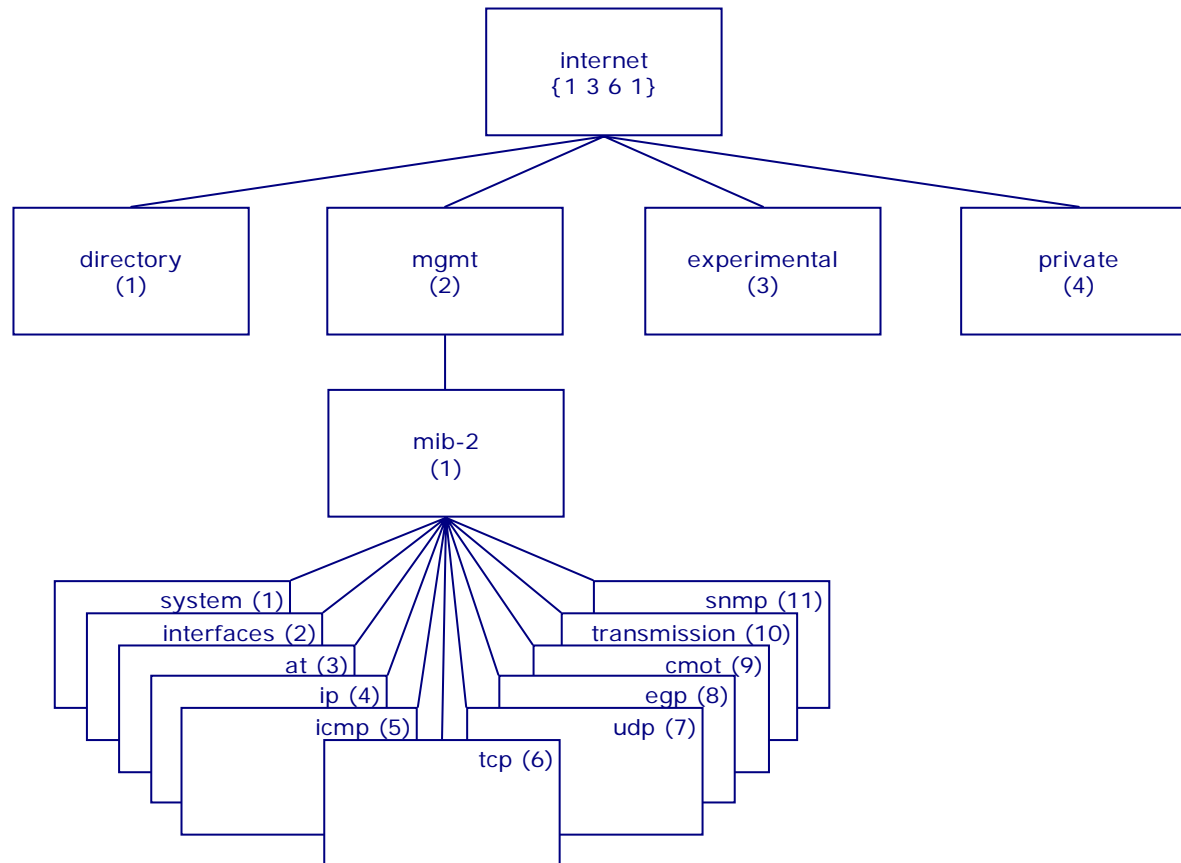 internet
{1 3 6 1}
directory
(1)
mgmt
(2)
experimental
(3)
private
(4)
mib-2
(1)
system (1)
interfaces (2)
at (3)
ip (4)
icmp (5)
tcp (6)
snmp (11)
transmission (10)
cmot (9)
egp (8)
udp (7)